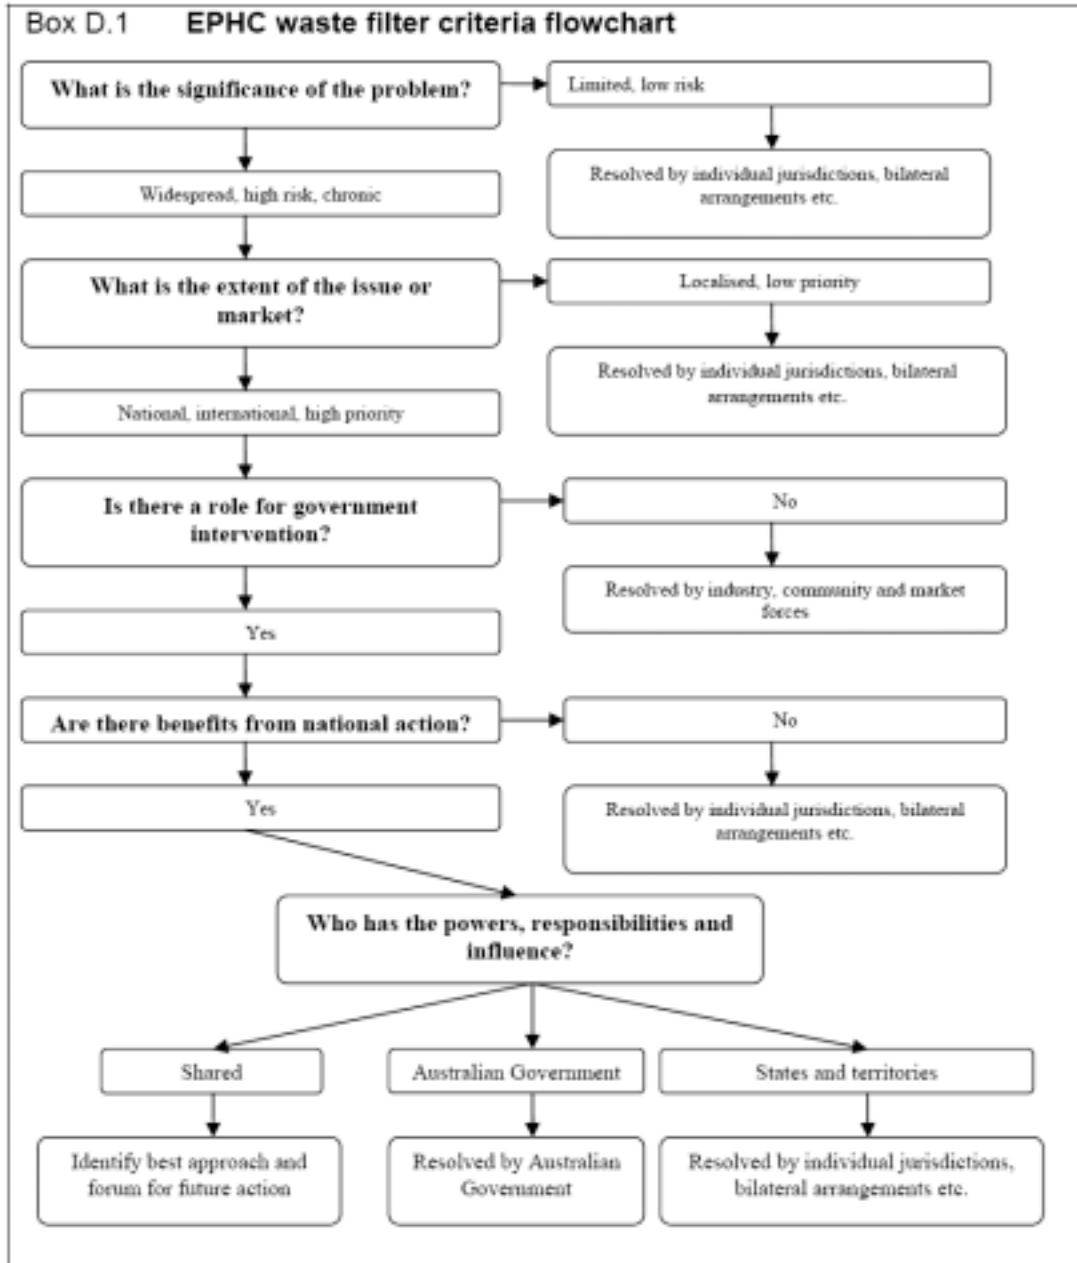 Box D.1 EPHC waste filter criteria flowchart
What is the significance of the problem?
Limited, low risk
Resolved by individual jurisdictions, bilateral
arrangements etc.
Widespread, high risk, chronic
What is the extent of the issue or
market?
Localised, low priority
Resolved by individual jurisdictions, bilateral
arrangements etc.
National, international, high priority
Is there a role for government
intervention?
No
Resolved by industry, community and market
forces
Yes
Are there benefits from national action?
No
Resolved by individual jurisdictions, bilateral
arrangements etc.
Yes
Who has the powers, responsibilities and
influence?
Shared
Australian Government
States and territories
Identify best approach and
forum for future action
Resolved by Australian
Government
Resolved by individual jurisdictions,
bilateral arrangements etc.